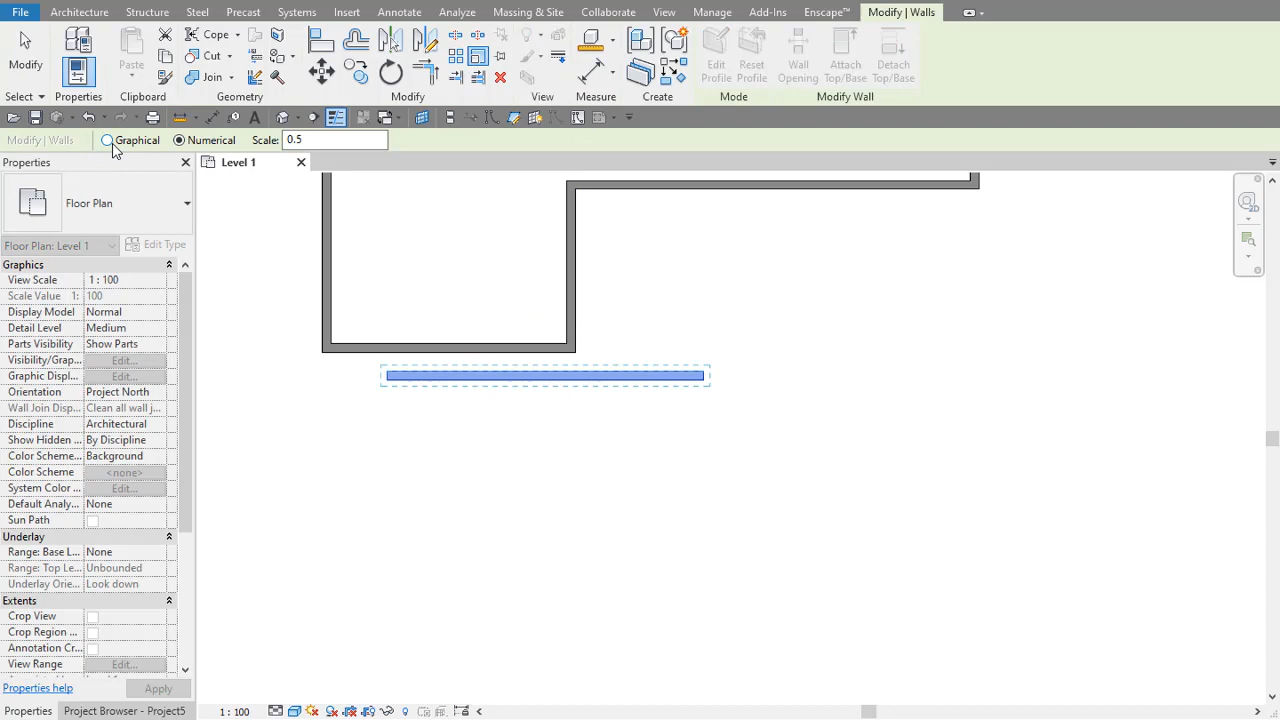 File Architecture Structure Steel Precast Systems Insert Annotate Analyze Massing & Site Collaborate View Manage Add-Ins Enscape™ Modify | Walls
Cope
Cut
Join
Modify
Paste
Edit Profile
Reset Profile
Wall Opening
Attach Top/Base
Detach Top/Base
Select Properties Clipboard Geometry Modify View Measure Create Mode Modify Wall
Modify | Walls Graphical Numerical Scale: 0.5
Properties
Level 1
Floor Plan
Floor Plan: Level 1 Edit Type
Graphics
View Scale 1 : 100
Scale Value 1: 100
Display Model Normal
Detail Level Medium
Parts Visibility Show Parts
Visibility/Grap... Edit...
Graphic Displ... Edit...
Orientation Project North
Wall Join Disp... Clean all wall j...
Discipline Architectural
Show Hidden ... By Discipline
Color Scheme... Background
Color Scheme <none>
System Color ... Edit...
Default Analy... None
Sun Path
Underlay
Range: Base L... None
Range: Top Le... Unbounded
Underlay Orie... Look down
Extents
Crop View
Crop Region ...
Annotation Cr...
View Range Edit...
Properties help Apply
Properties Project Browser - Project5
1 : 100
2D